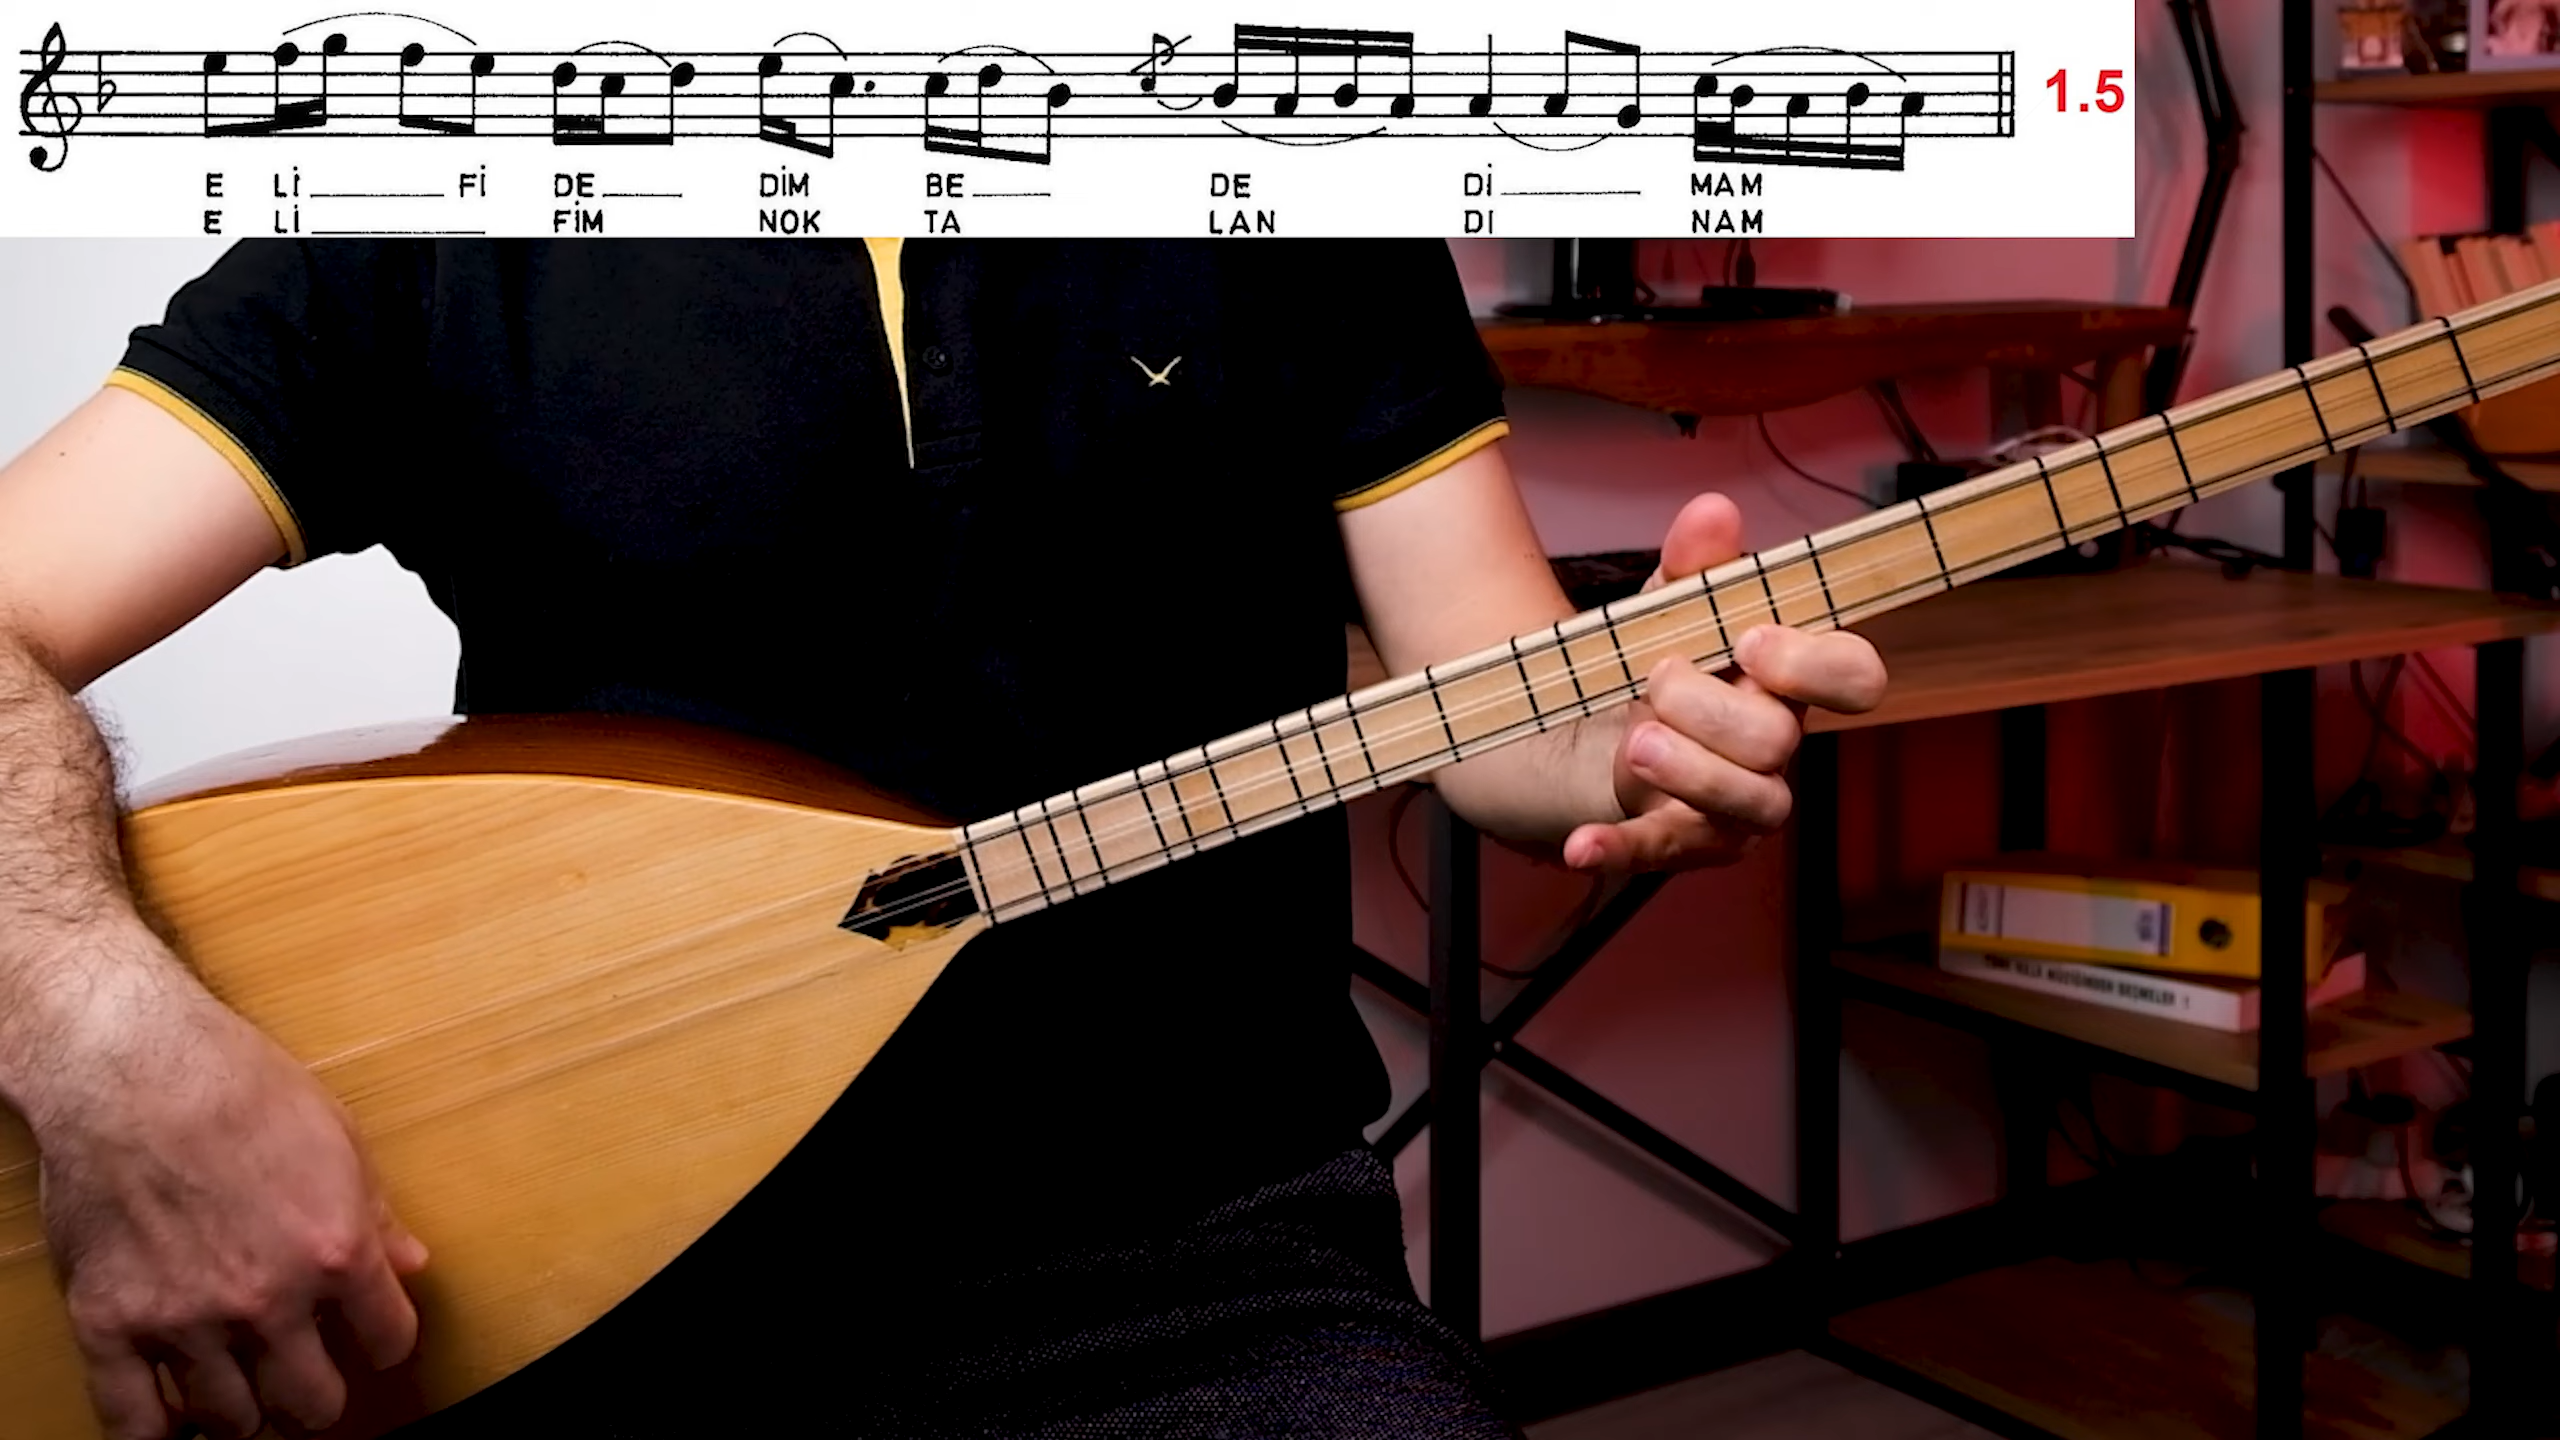 1.5
E Lİ Fİ DE DİM BE DE Dİ MAM
E Lİ FİM NOK TA LAN DI NAM